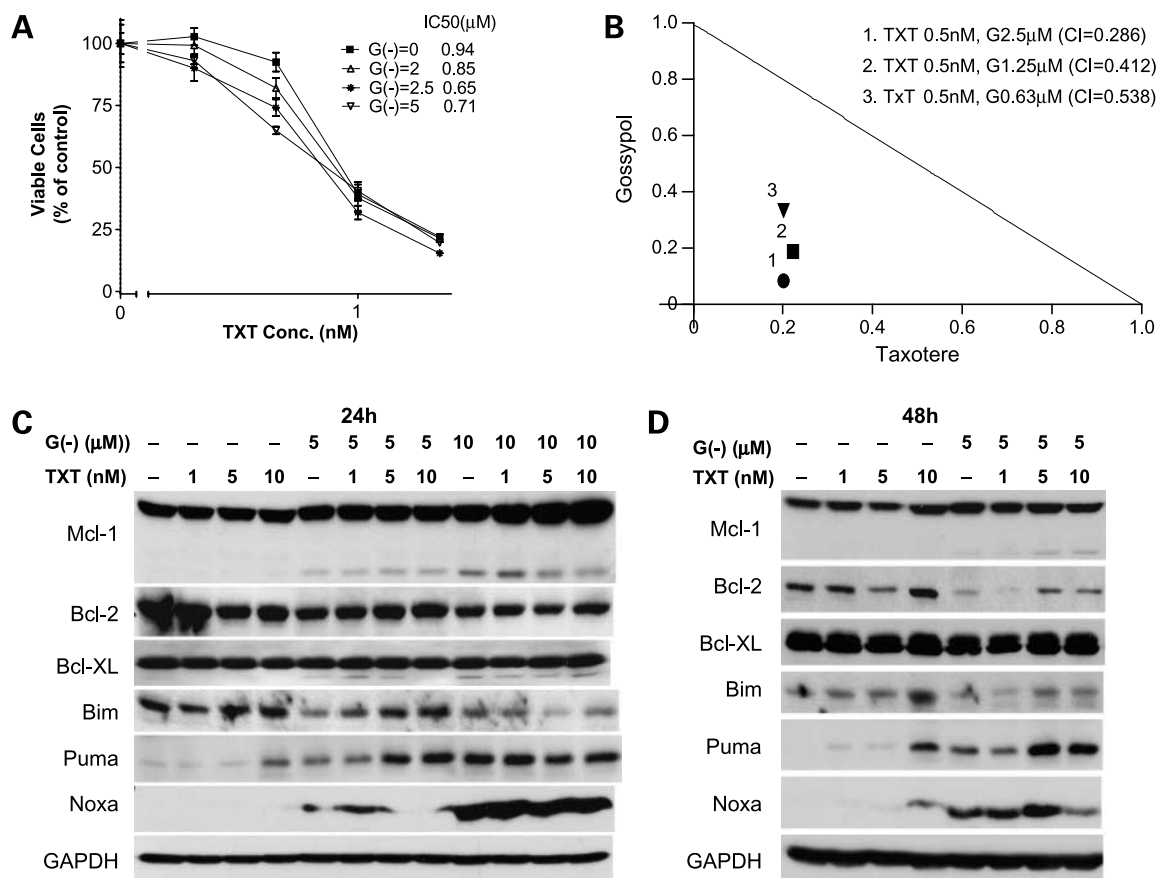 A
IC50(μM)
G(-)=0 0.94
G(-)=2 0.85
G(-)=2.5 0.65
G(-)=5 0.71
100
75
50
25
0
0
1
Viable Cells
(% of control)
TXT Conc. (nM)
B
1. TXT 0.5nM, G2.5μM (CI=0.286)
2. TXT 0.5nM, G1.25μM (CI=0.412)
3. TxT 0.5nM, G0.63μM (CI=0.538)
1.0
0.8
0.6
0.4
0.2
0
Gossypol
3
2
1
0
0.2
0.4
0.6
0.8
1.0
Taxotere
C
24h
G(-) (μM)) – – – – 5 5 5 5 10 10 10 10
TXT (nM) – 1 5 10 – 1 5 10 – 1 5 10
Mcl-1
Bcl-2
Bcl-XL
Bim
Puma
Noxa
GAPDH
D
48h
G(-) (μM) – – – – 5 5 5 5
TXT (nM) – 1 5 10 – 1 5 10
Mcl-1
Bcl-2
Bcl-XL
Bim
Puma
Noxa
GAPDH